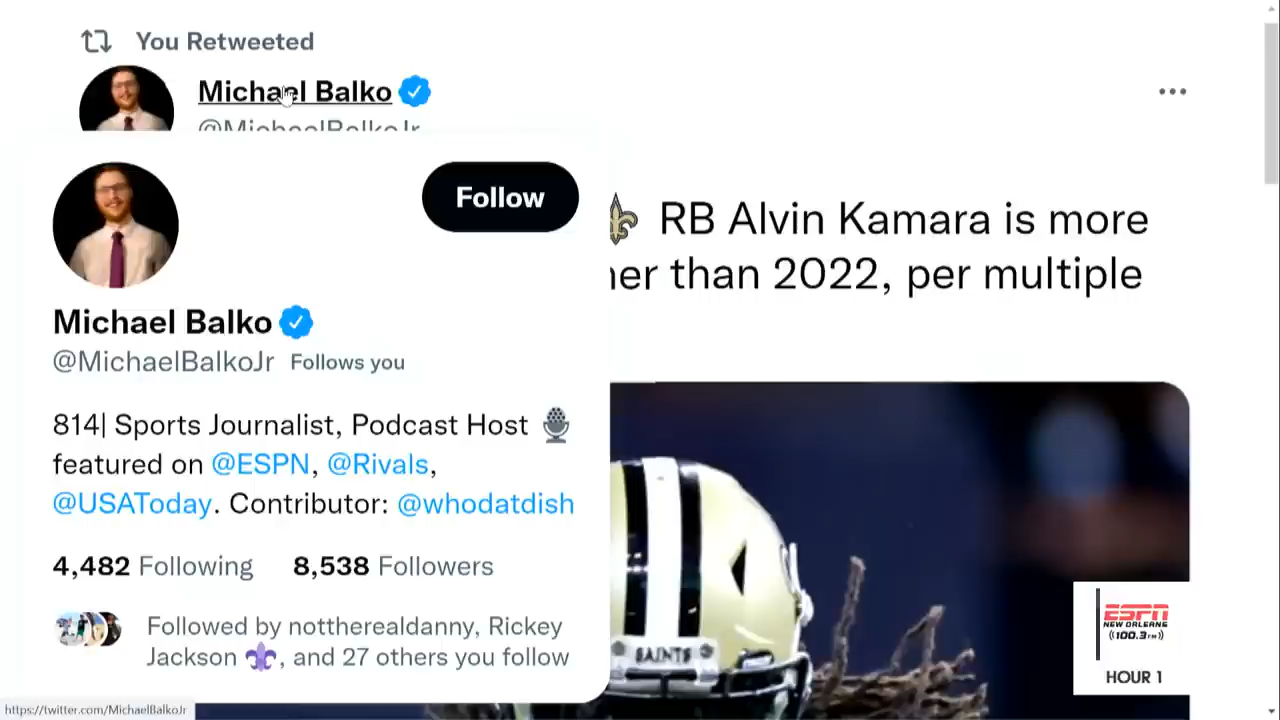 You Retweeted
Michael Balko
@MichaelBalkoJr
Follow
Michael Balko
@MichaelBalkoJr Follows you
814| Sports Journalist, Podcast Host
featured on @ESPN, @Rivals,
@USAToday. Contributor: @whodatdish
4,482 Following 8,538 Followers
Followed by nottherealdanny, Rickey
Jackson ⚜, and 27 others you follow
RB Alvin Kamara is more
than 2022, per multiple
SAINTS
ESPN
NEW ORLEANS
((100.3 FM))
HOUR 1
https://twitter.com/MichaelBalkoJr